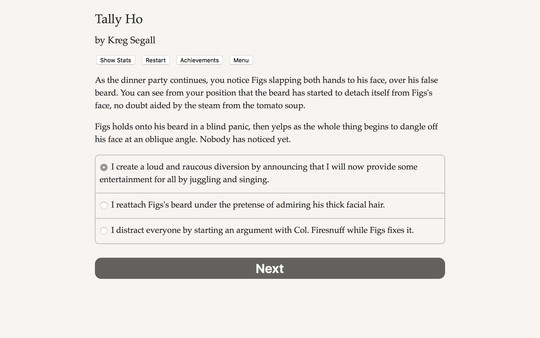 Tally Ho
by Kreg Segall
Show Stats Restart Achievements Menu
As the dinner party continues, you notice Figs slapping both hands to his face, over his false
beard. You can see from your position that the beard has started to detach itself from Figs's
face, no doubt aided by the steam from the tomato soup.
Figs holds onto his beard in a blind panic, then yelps as the whole thing begins to dangle off
his face at an oblique angle. Nobody has noticed yet.
I create a loud and raucous diversion by announcing that I will now provide some
entertainment for all by juggling and singing.
I reattach Figs's beard under the pretense of admiring his thick facial hair.
I distract everyone by starting an argument with Col. Firesnuff while Figs fixes it.
Next